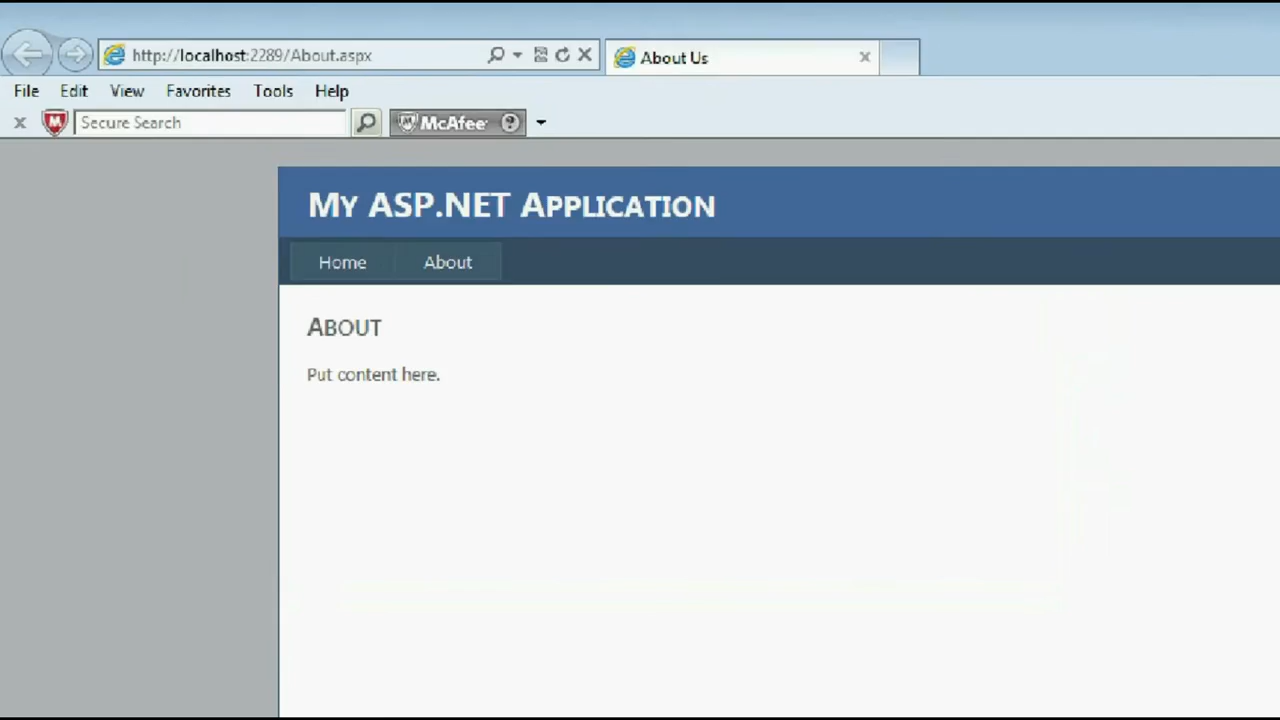 http://localhost:2289/About.aspx
About Us
File Edit View Favorites Tools Help
Secure Search
McAfee
My ASP.NET Application
Home About
About
Put content here.